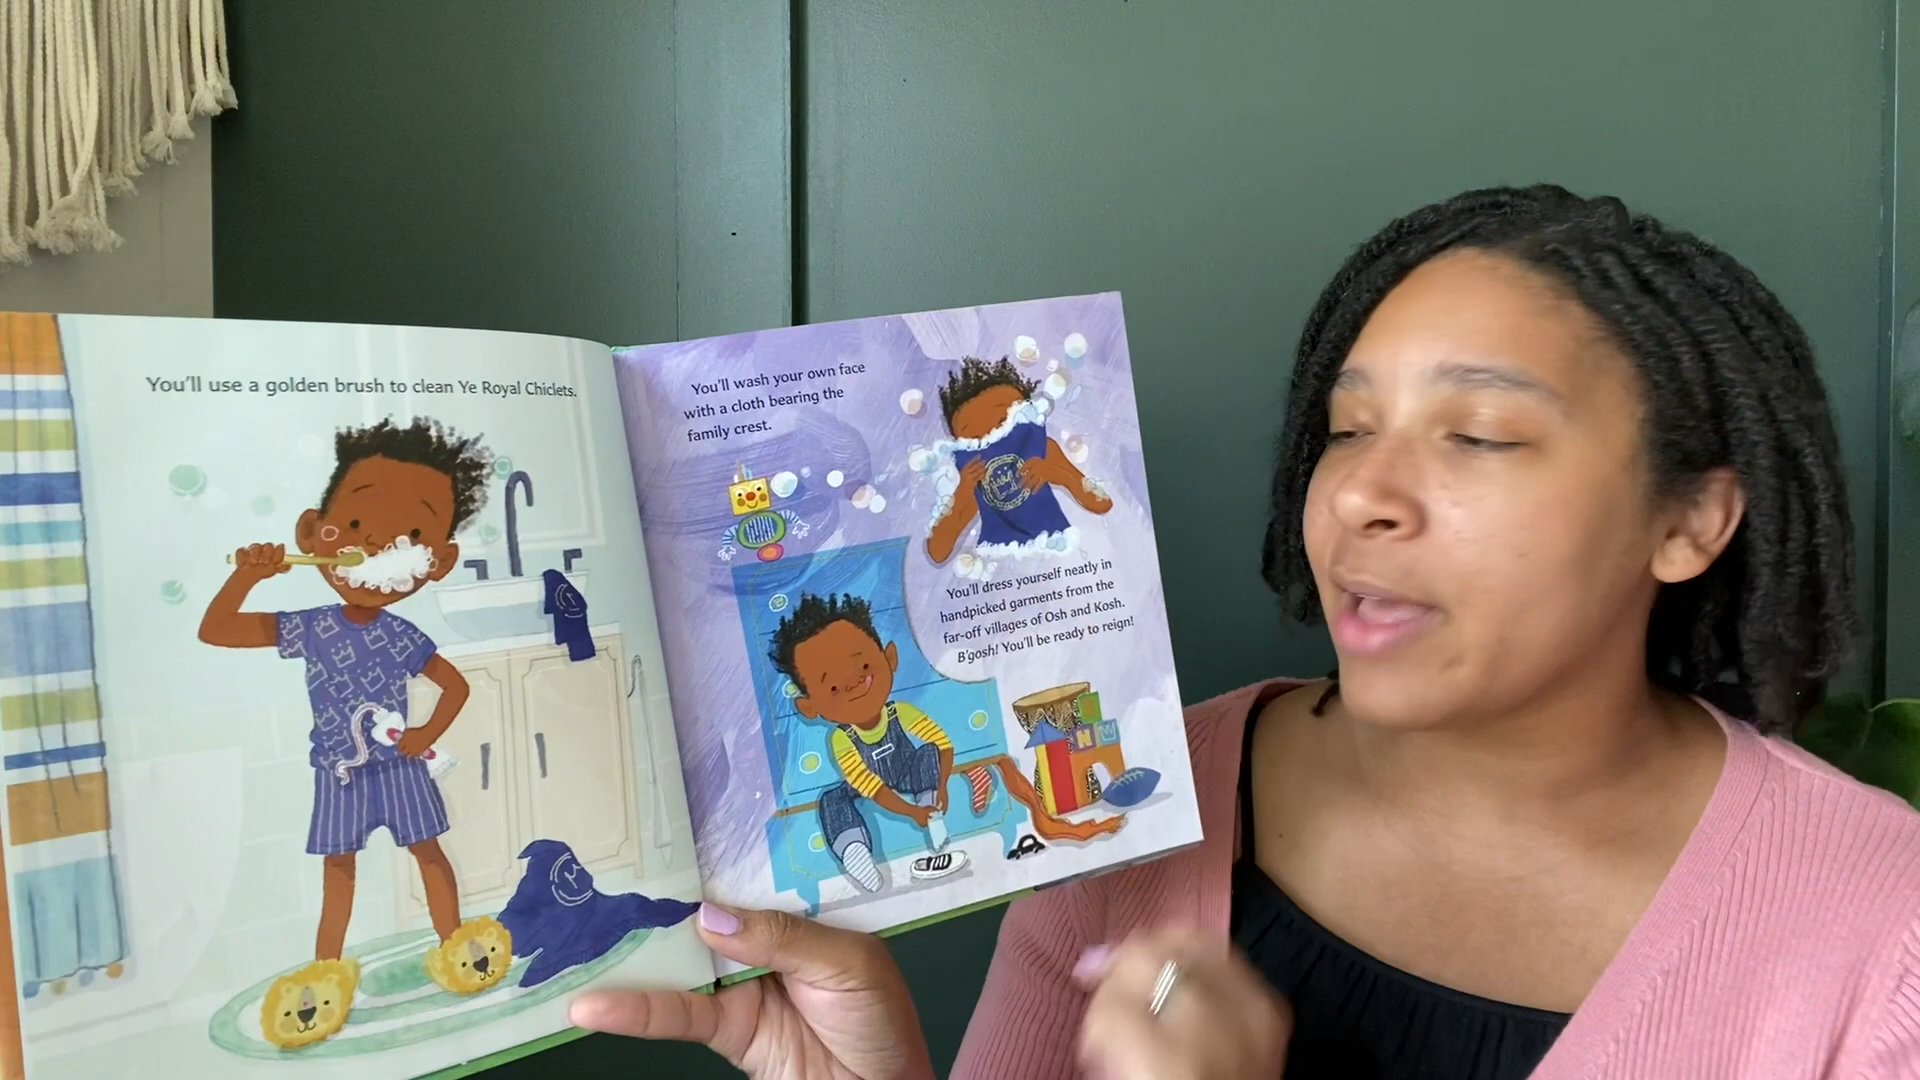 You'll use a golden brush to clean Ye Royal Chiclets.
You'll wash your own face
with a cloth bearing the
family crest.
You'll dress yourself neatly in
handpicked garments from the
far-off villages of Osh and Kosh.
B'gosh! You'll be ready to reign!
N W